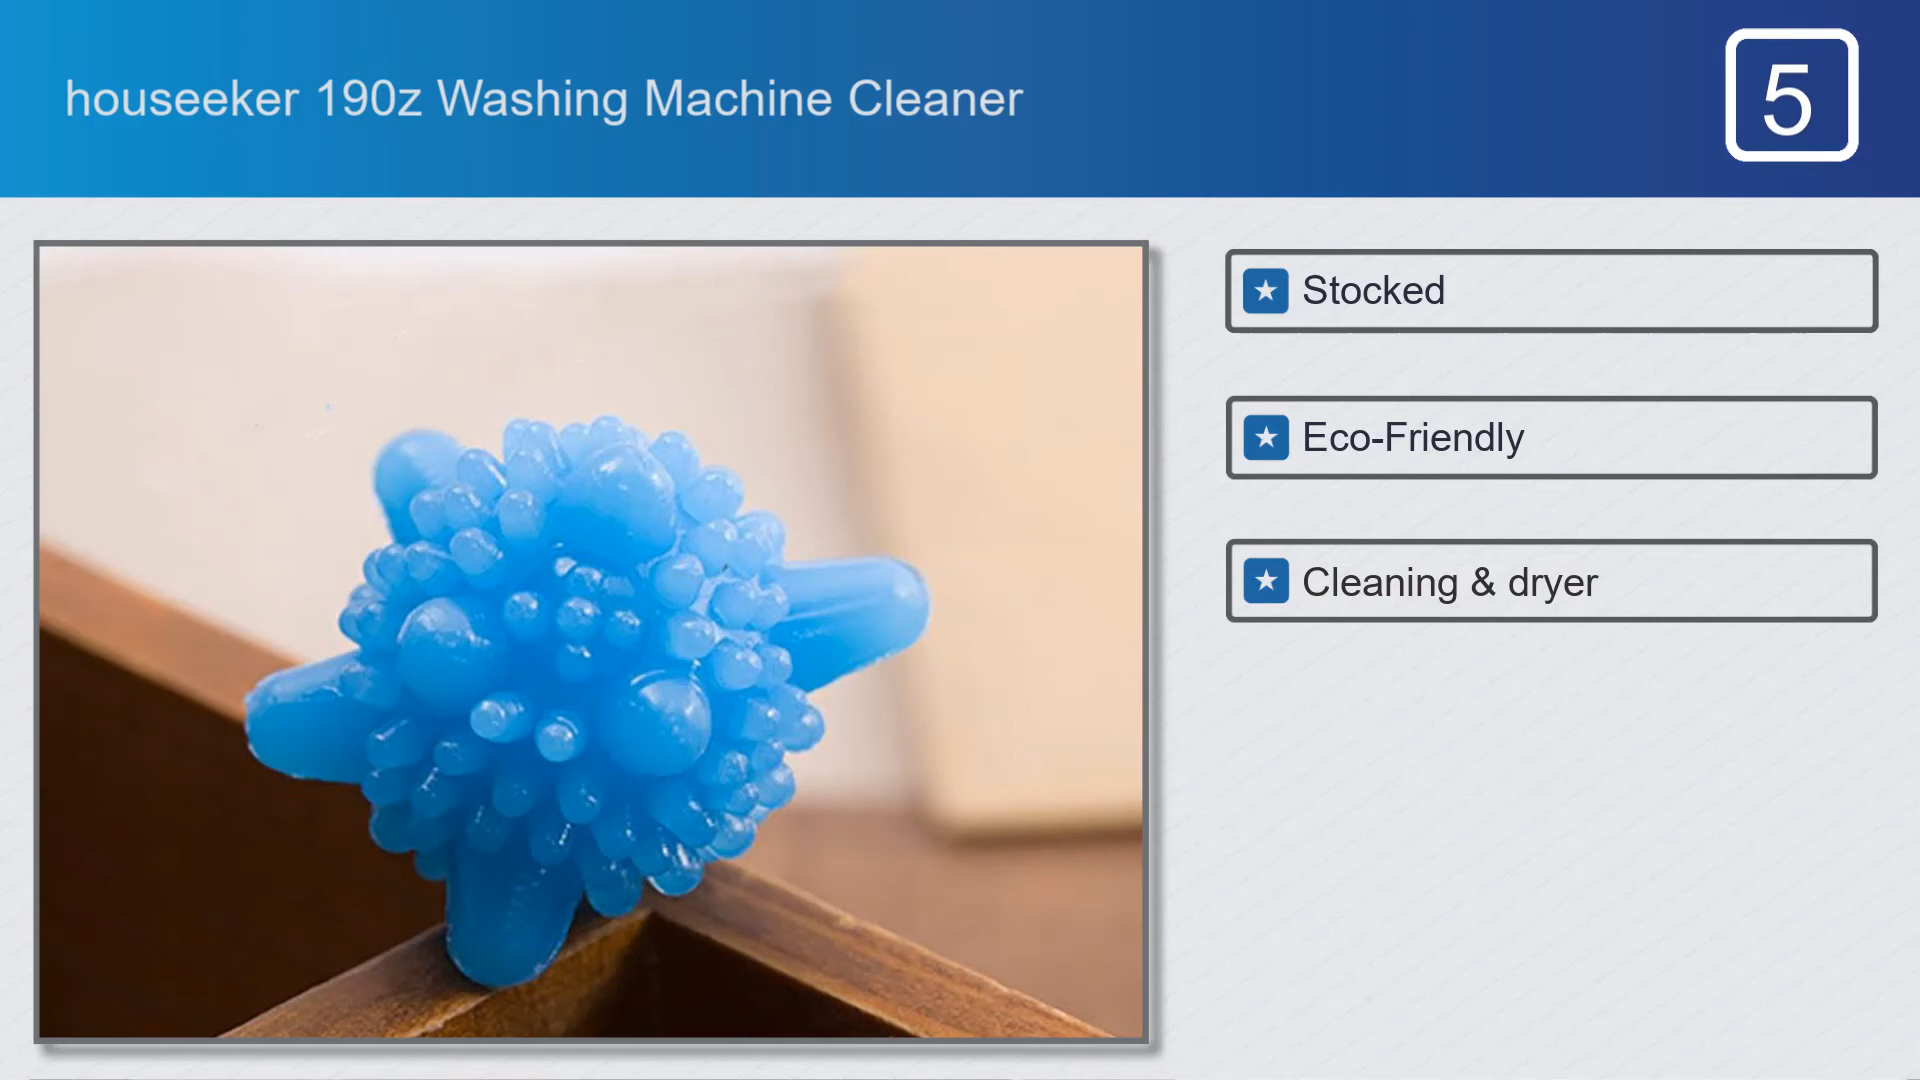 houseeker 190z Washing Machine Cleaner
5
Stocked
Eco-Friendly
Cleaning & dryer